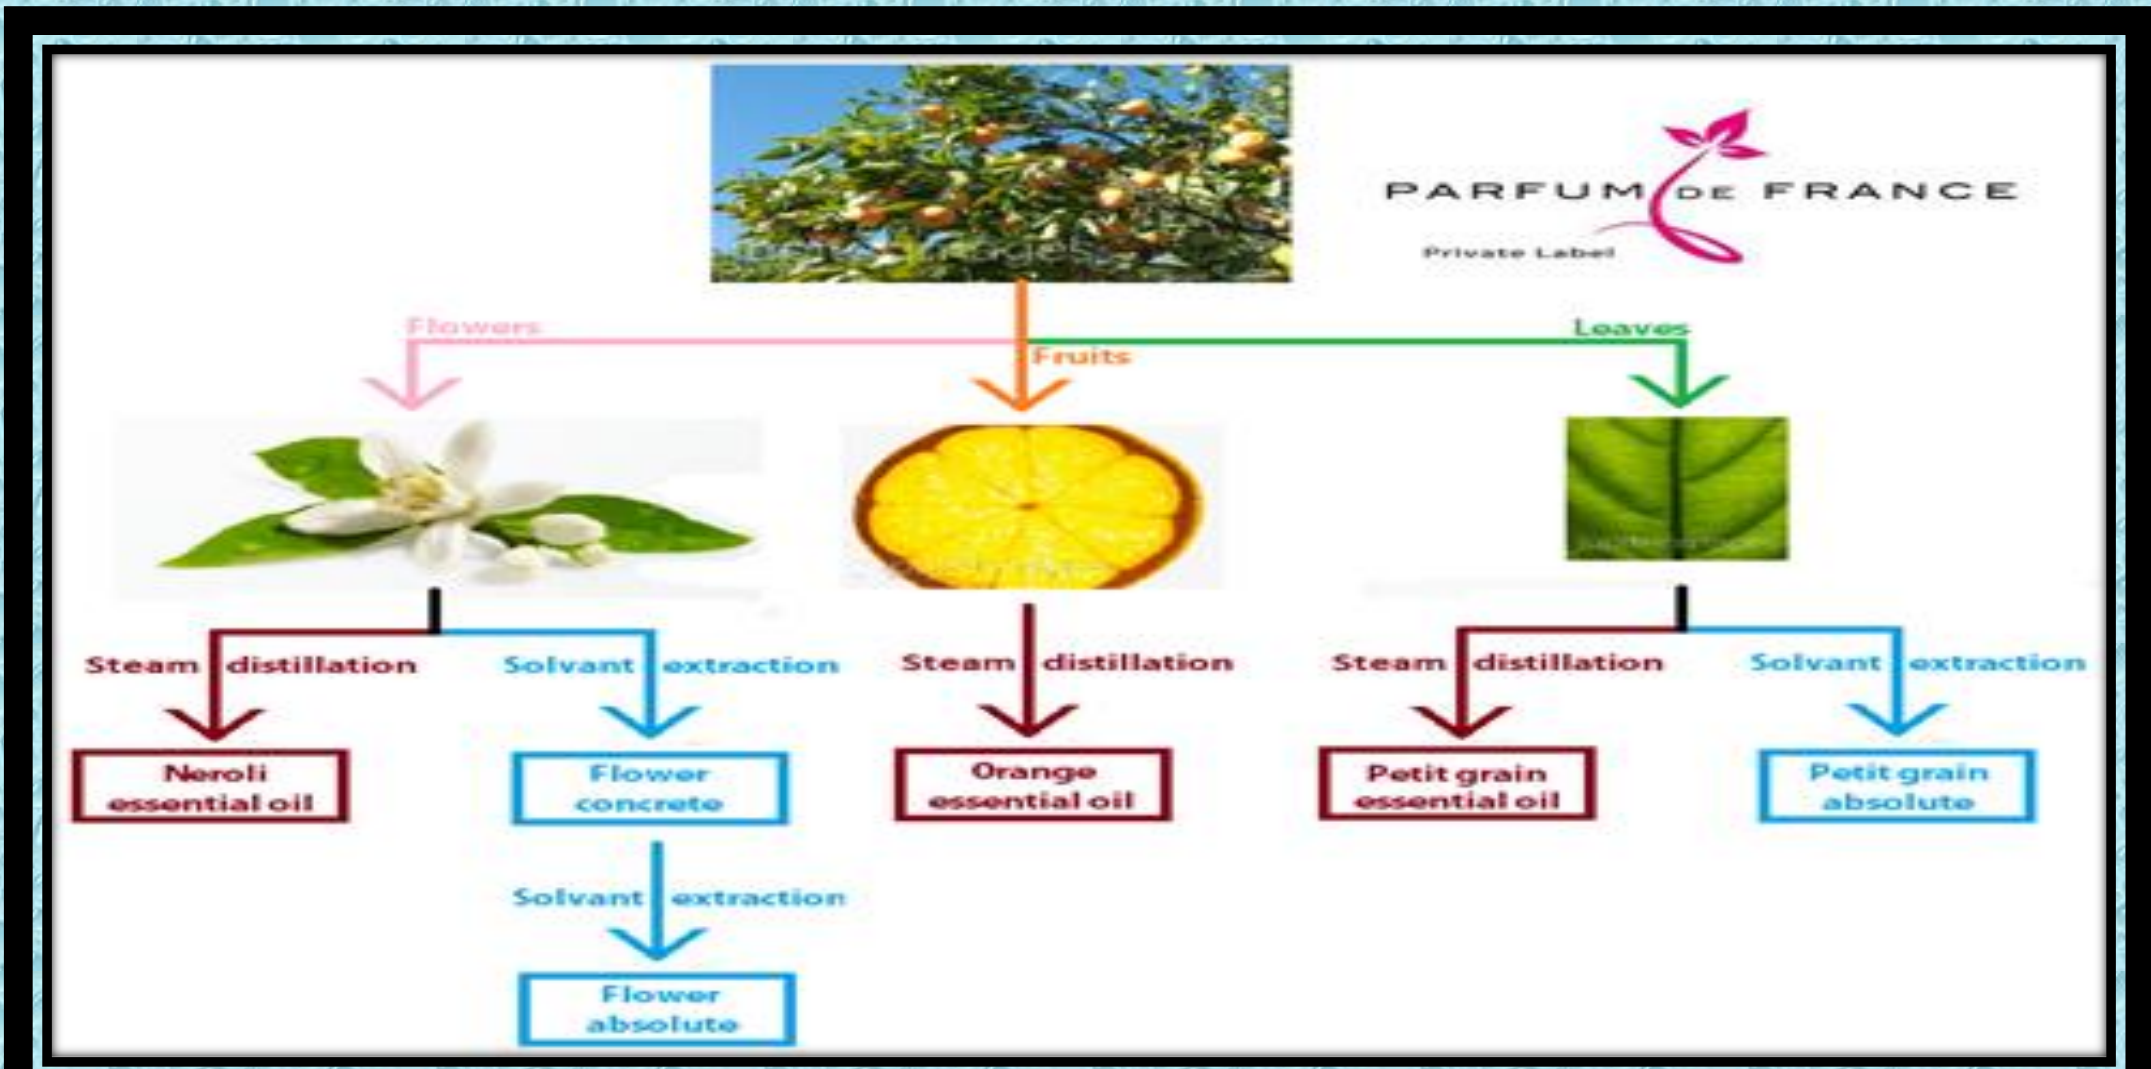 PARFUM DE FRANCE
Private Label
Flowers
Fruits
Leaves
Steam distillation
Solvant extraction
Steam distillation
Steam distillation
Solvant extraction
Neroli
essential oil
Flower
concrete
Orange
essential oil
Petit grain
essential oil
Petit grain
absolute
Solvant extraction
Flower
absolute